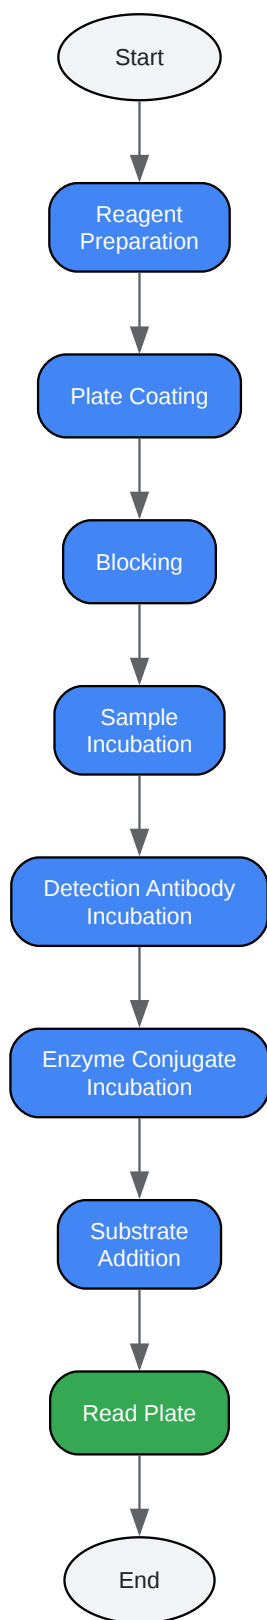 Start
Reagent
Preparation
Plate Coating
Blocking
Sample
Incubation
Detection Antibody
Incubation
Enzyme Conjugate
Incubation
Substrate
Addition
Read Plate
End